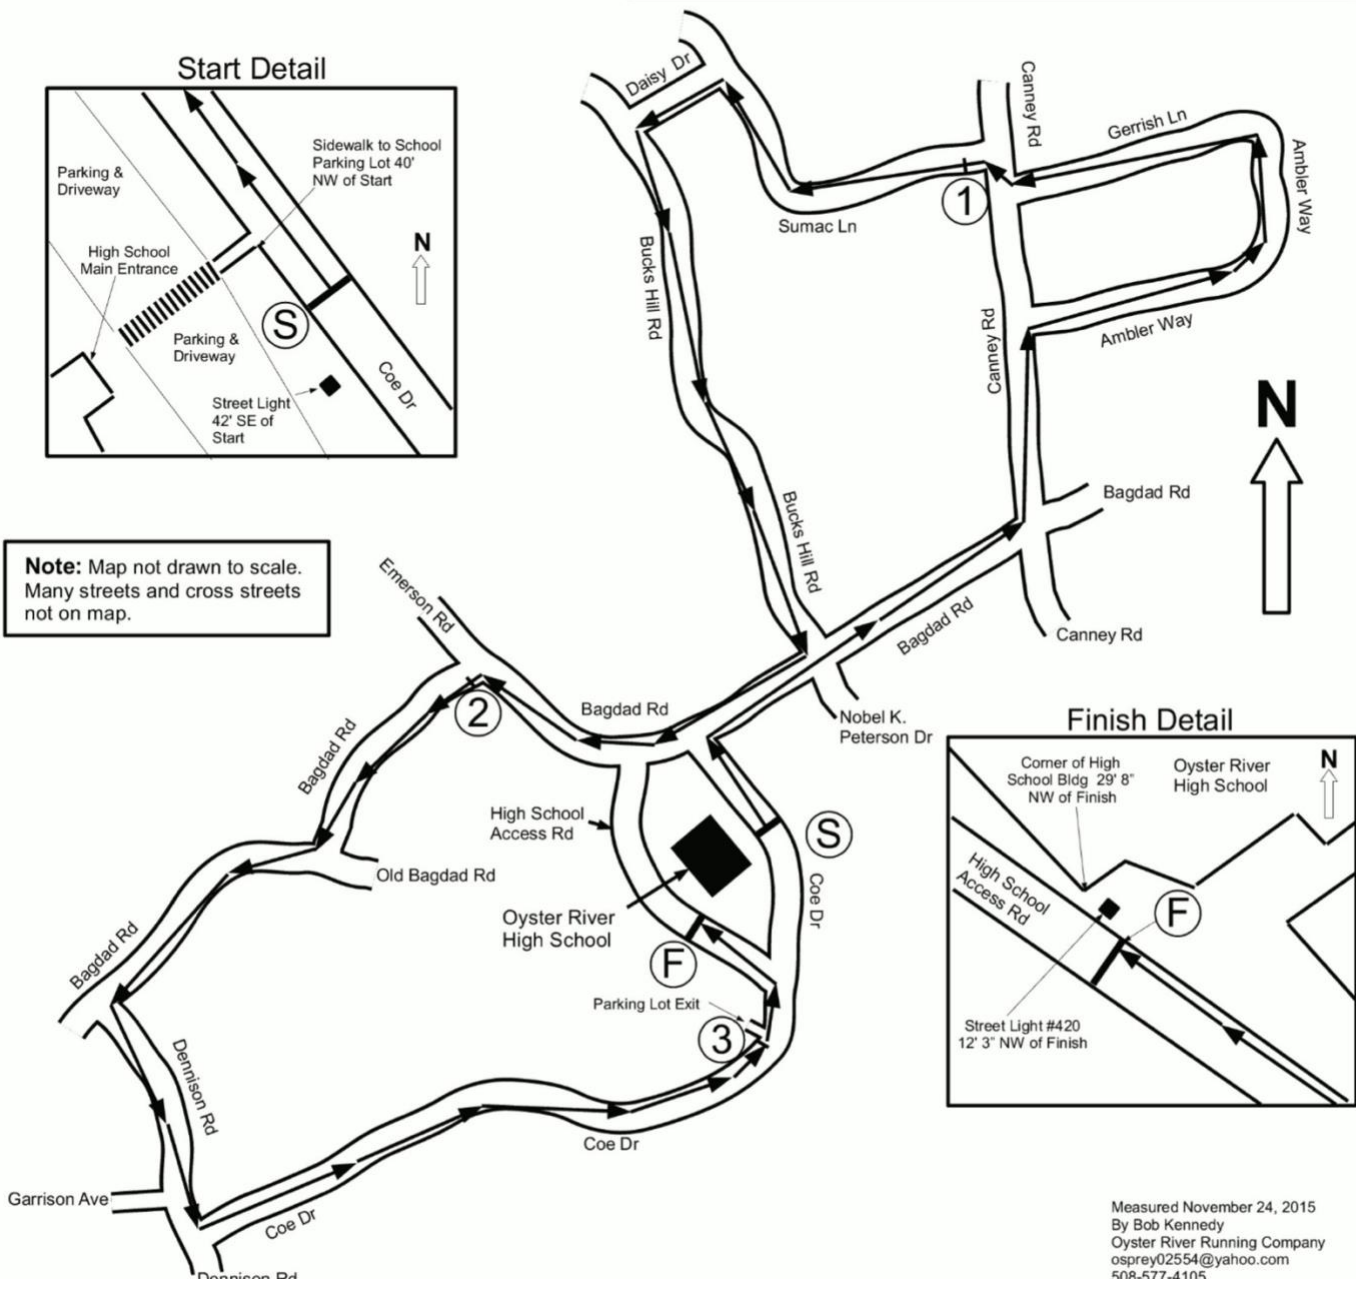 Start Detail
Parking &
Driveway
Sidewalk to School
Parking Lot 40'
NW of Start
High School
Main Entrance
N
S
Parking &
Driveway
Street Light
42' SE of
Start
Coe Dr
Daisy Dr
Canney Rd
Gerrish Ln
Ambler Way
1
Sumac Ln
Bucks Hill Rd
Canney Rd
Ambler Way
N
Bagdad Rd
Bucks Hill Rd
Note: Map not drawn to scale.
Many streets and cross streets
not on map.
Emerson Rd
Bagdad Rd
Canney Rd
2
Bagdad Rd
Nobel K.
Peterson Dr
Bagdad Rd
High School
Access Rd
S
Old Bagdad Rd
Coe Dr
Oyster River
High School
Bagdad Rd
F
Parking Lot Exit
3
Dennison Rd
Coe Dr
Garrison Ave
Coe Dr
Dennison Rd
Finish Detail
Corner of High
School Bldg 29' 8"
NW of Finish
Oyster River
High School
N
High School
Access Rd
F
Street Light #420
12' 3" NW of Finish
Measured November 24, 2015
By Bob Kennedy
Oyster River Running Company
osprey02554@yahoo.com
508-577-4105